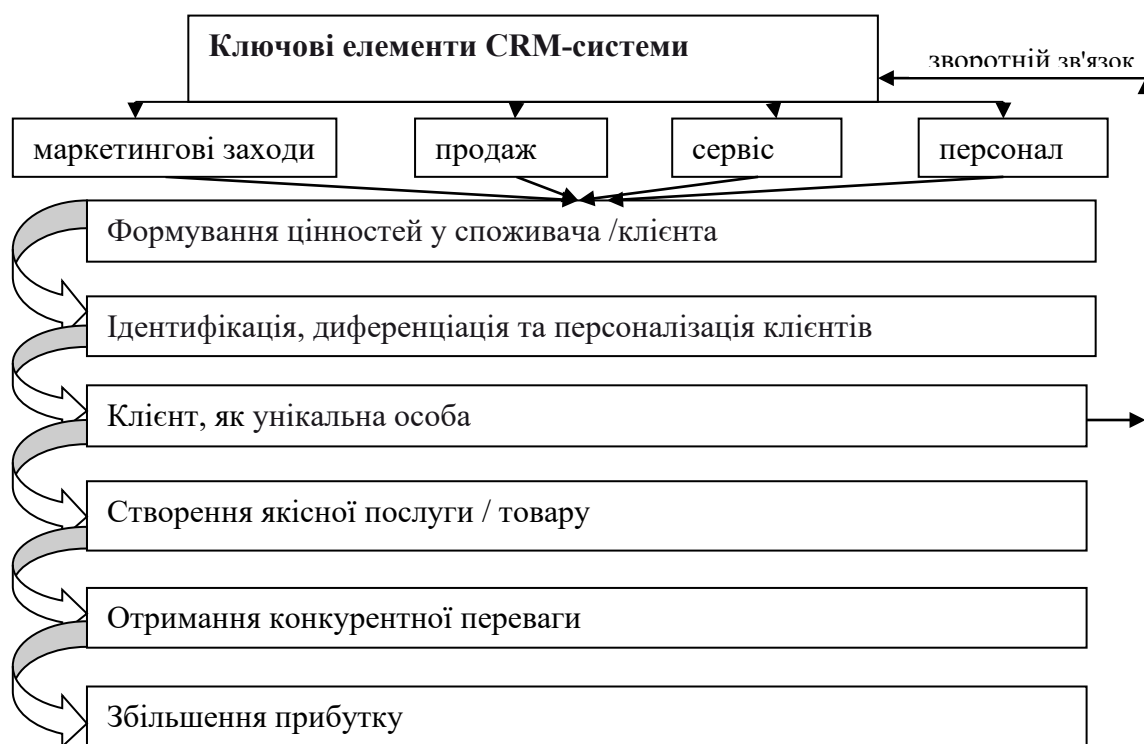 Ключові елементи CRM-системи
зворотній зв'язок
маркетингові заходи
продаж
сервіс
персонал
Формування цінностей у споживача /клієнта
Ідентифікація, диференціація та персоналізація клієнтів
Клієнт, як унікальна особа
Створення якісної послуги / товару
Отримання конкурентної переваги
Збільшення прибутку